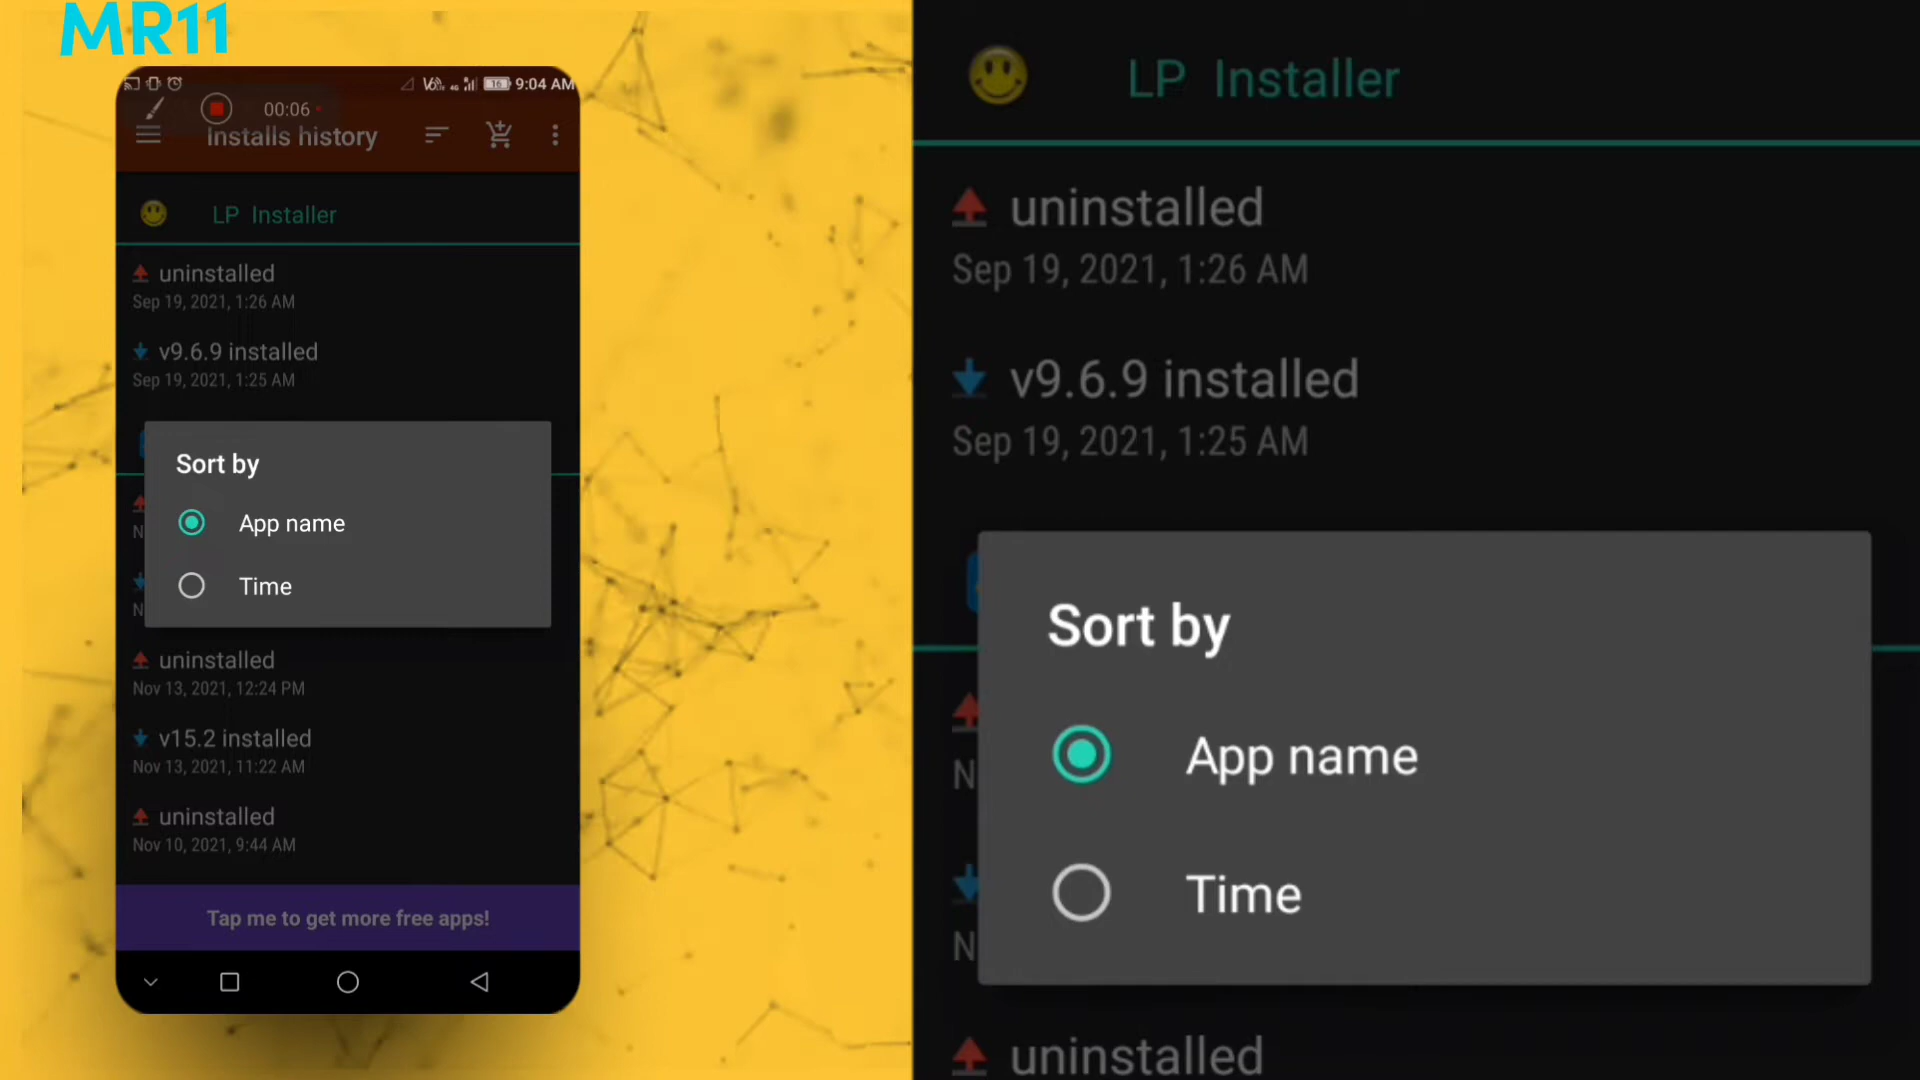 MR11
9:04 AM
00:06
Installs history
LP Installer
uninstalled
Sep 19, 2021, 1:26 AM
v9.6.9 installed
Sep 19, 2021, 1:25 AM
Sort by
App name
Time
N
N
uninstalled
Nov 13, 2021, 12:24 PM
v15.2 installed
Nov 13, 2021, 11:22 AM
uninstalled
Nov 10, 2021, 9:44 AM
Tap me to get more free apps!
LP Installer
uninstalled
Sep 19, 2021, 1:26 AM
v9.6.9 installed
Sep 19, 2021, 1:25 AM
Sort by
App name
Time
N
N
uninstalled